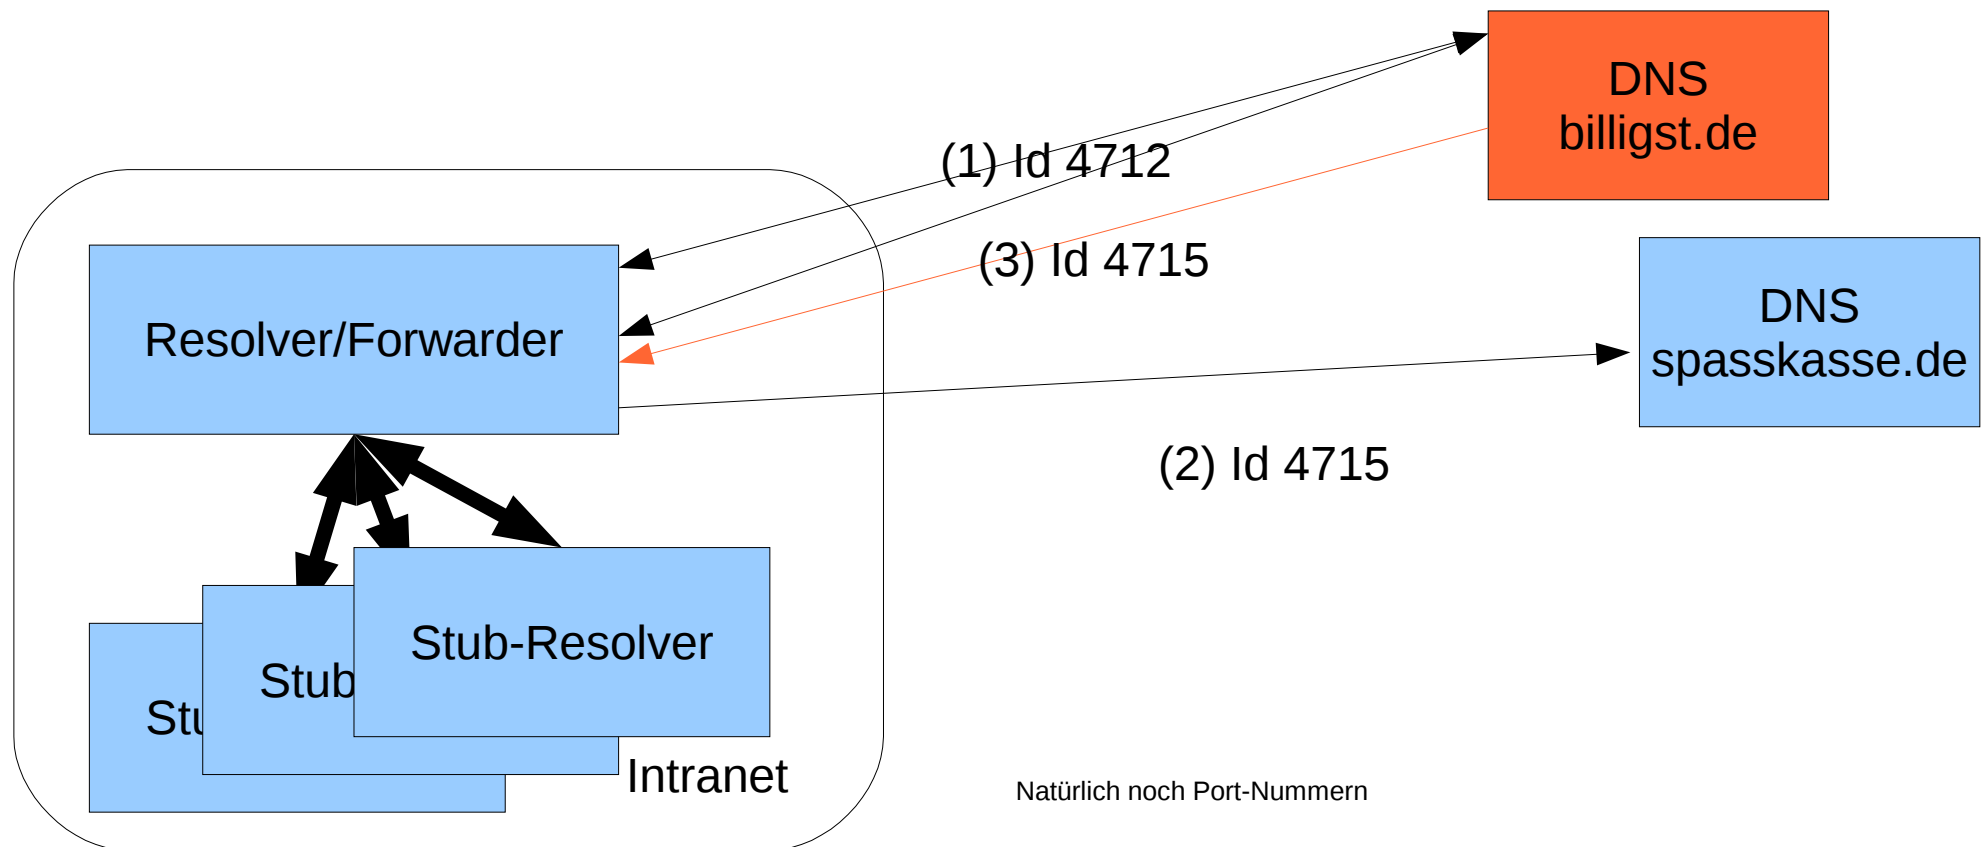 DNS
billigst.de
(1) Id 4712
(3) Id 4715
DNS
spasskasse.de
Resolver/Forwarder
(2) Id 4715
Stub-Resolver
Stub
Stu
Intranet
Natürlich noch Port-Nummern